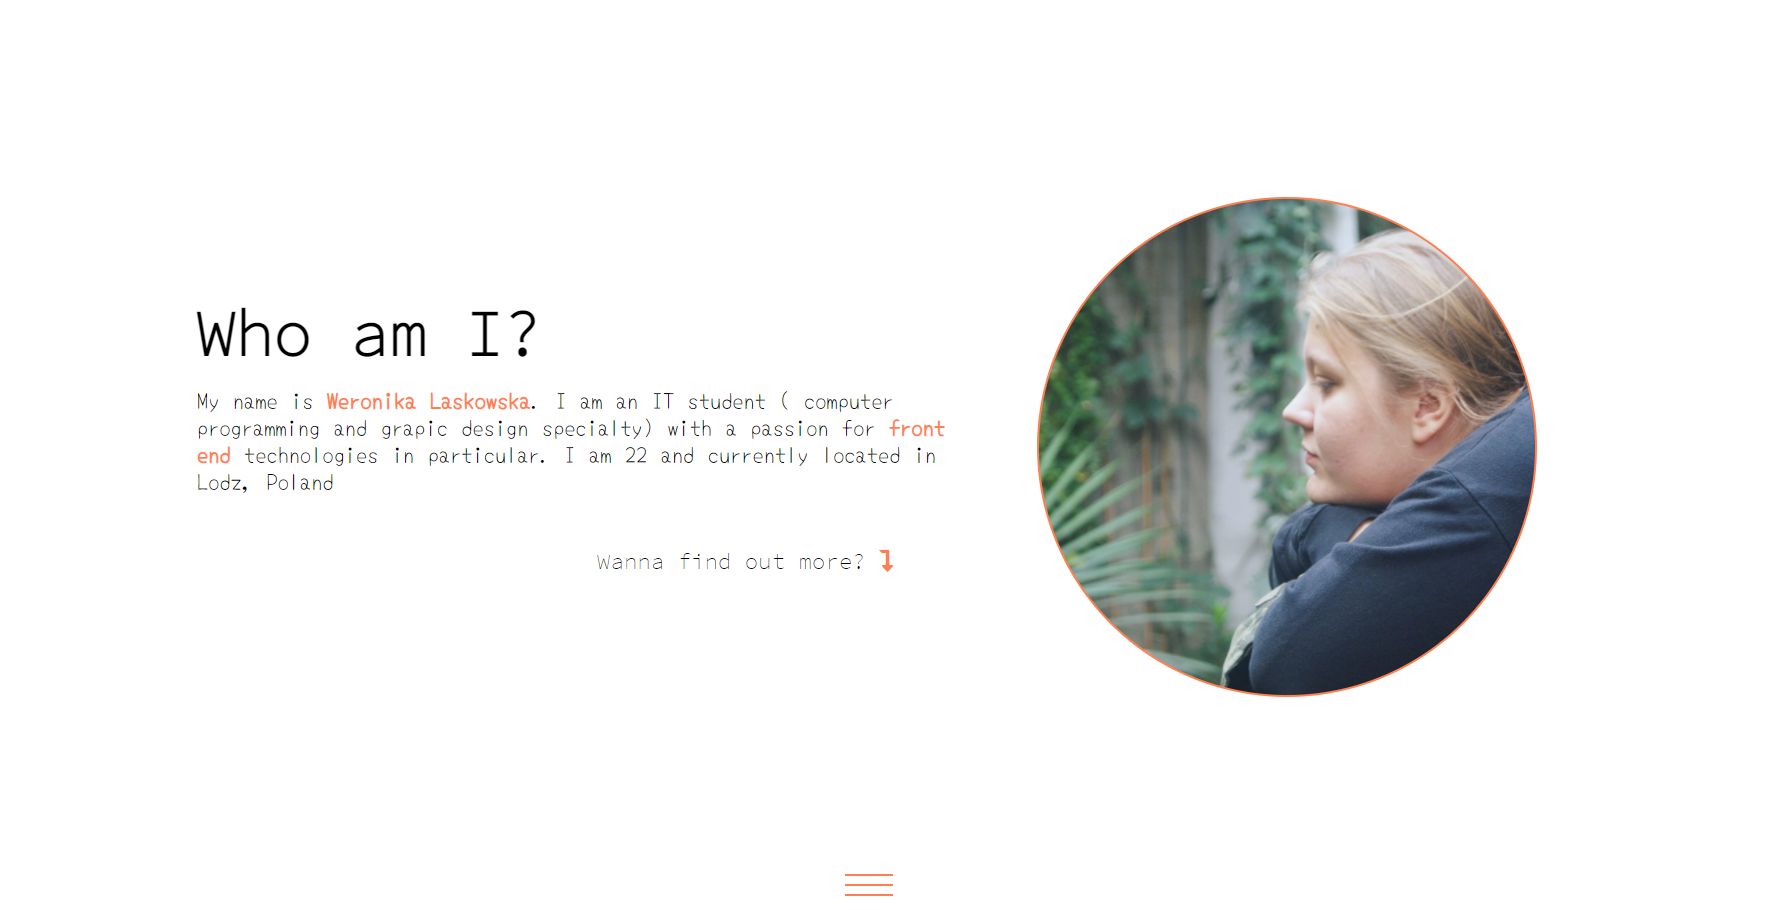 Who am I?
My name is Weronika Laskowska. I am an IT student ( computer
programming and grapic design specialty) with a passion for front
end technologies in particular. I am 22 and currently located in
Lodz, Poland
Wanna find out more?